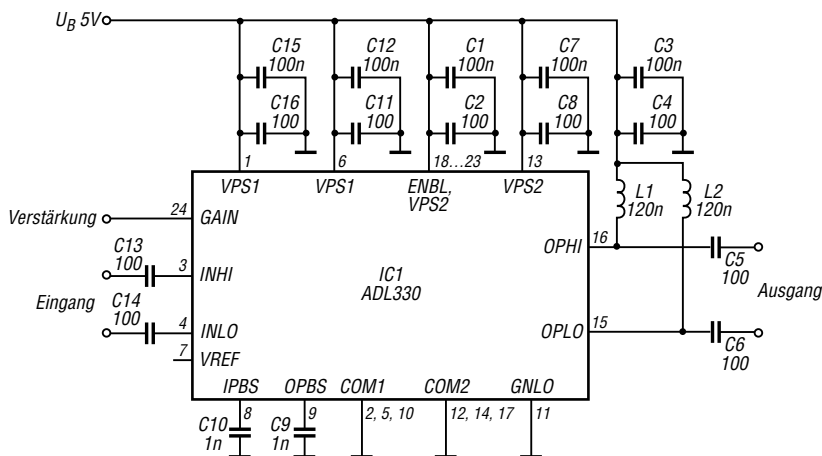 UB 5V
C15
100n
C12
100n
C1
100n
C7
100n
C3
100n
C16
100
C11
100
C2
100
C8
100
C4
100
1
6
18...23
13
VPS1
VPS1
ENBL,
VPS2
VPS2
L1
120n
L2
120n
Verstärkung
24
GAIN
C13
100
3
INHI
IC1
ADL330
OPHI
16
C5
100
Eingang
C14
100
4
INLO
Ausgang
OPLO
15
C6
100
7
VREF
IPBS
OPBS
COM1
COM2
GNLO
8
9
2, 5, 10
12, 14, 17
11
C10
1n
C9
1n